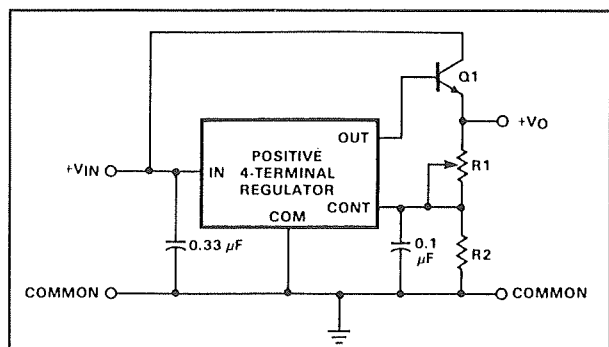 Q1
+VO
OUT
POSITIVE
4-TERMINAL
REGULATOR
R1
+VIN
IN
CONT
COM
0.33 µF
0.1
µF
R2
COMMON
COMMON